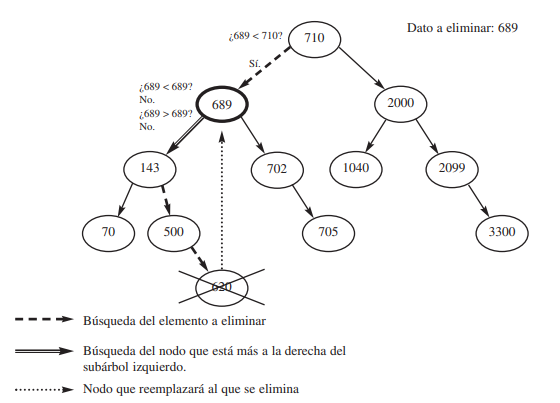 Dato a eliminar: 689
¿689 < 710?
710
Sí.
¿689 < 689?
No.
¿689 > 689?
No.
689
2000
143
702
1040
2099
70
500
705
3300
620
Búsqueda del elemento a eliminar
Búsqueda del nodo que está más a la derecha del
subárbol izquierdo.
Nodo que reemplazará al que se elimina